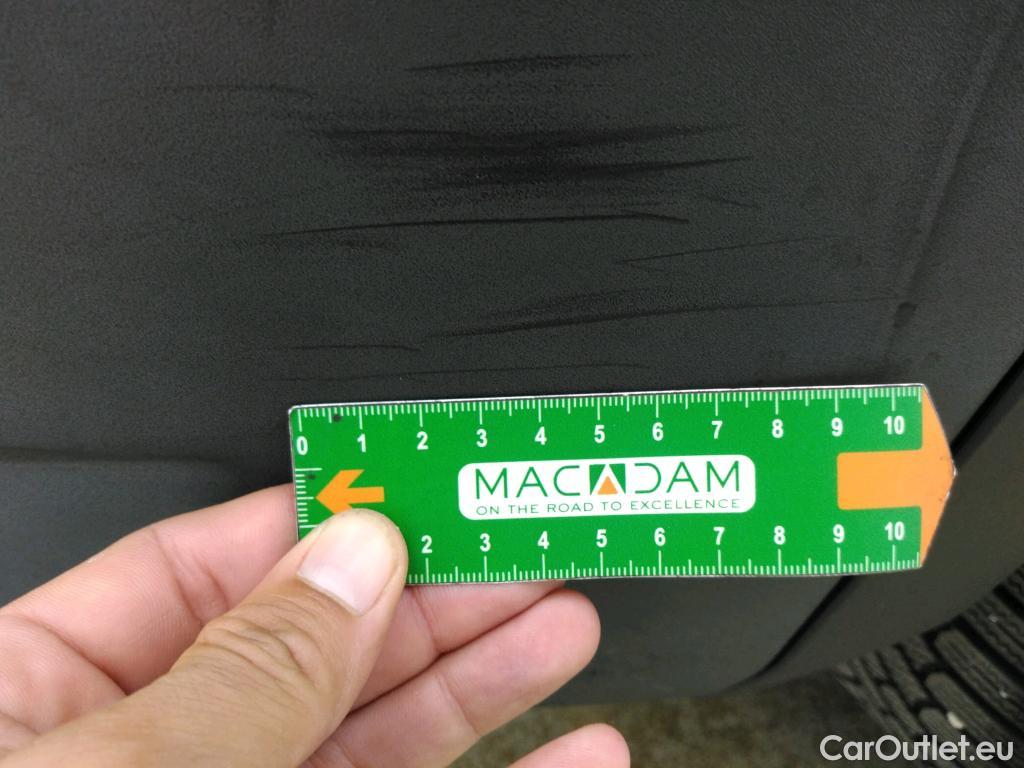 0 1 2 3 4 5 6 7 8 9 10
MACADAM
ON THE ROAD TO EXCELLENCE
2 3 4 5 6 7 8 9 10
CarOutlet.eu